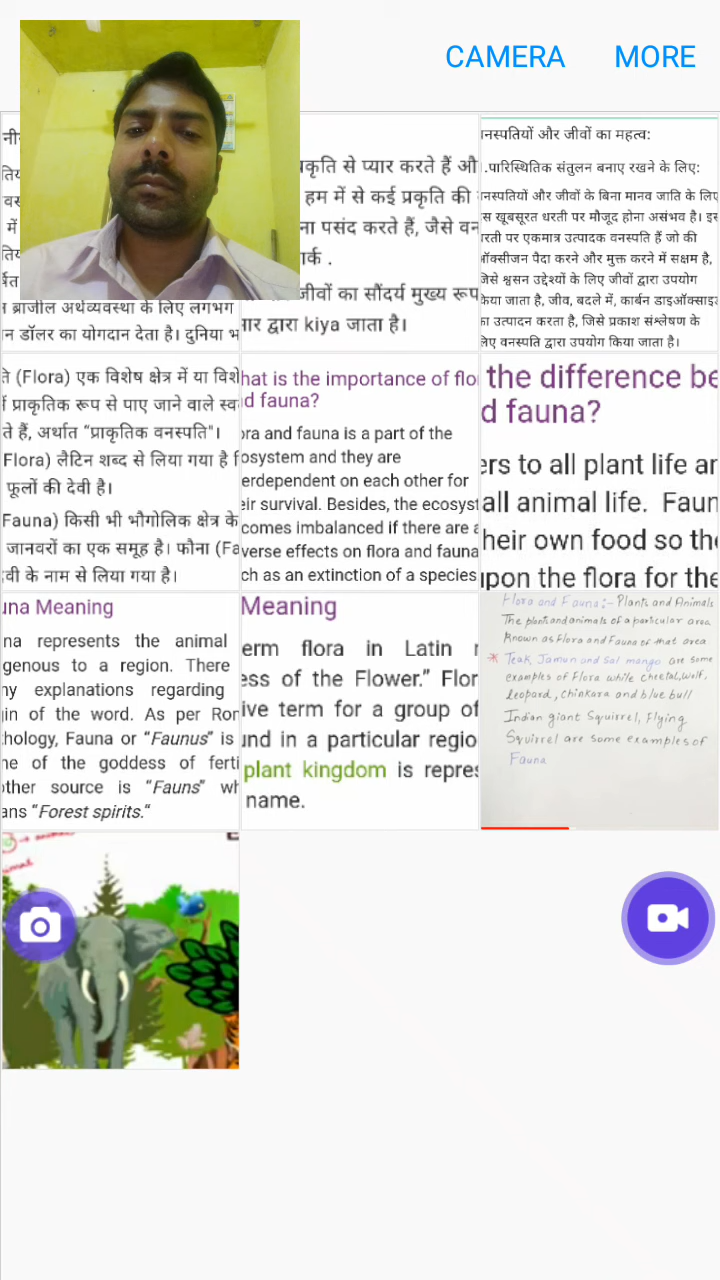 CAMERA MORE
नी
वस
में
ब्राजील अर्थव्यवस्था के लिए लगभग
न डॉलर का योगदान देता है। दुनिया भ
से प्यार करते हैं औ
हम में से कई प्रकृति की
ना पसंद करते हैं, जैसे वन
र्क .
जीवों का सौंदर्य मुख्य रूप
द्वारा kiya जाता है।
नस्पतियों और जीवों का महत्व:
.पारिस्थितिक संतुलन बनाए रखने के लिए:
नस्पतियों और जीवों के बिना मानव जाति के लिए
स खूबसूरत धरती पर मौजूद होना असंभव है। इस
रती पर एकमात्र उत्पादक वनस्पति हैं जो की
ऑक्सीजन पैदा करने और मुक्त करने में सक्षम है,
जिसे श्वसन उद्देश्यों के लिए जीवों द्वारा उपयोग
किया जाता है, जीव, बदले में, कार्बन डाइऑक्साइड
का उत्पादन करता है, जिसे प्रकाश संश्लेषण के
लिए वनस्पति द्वारा उपयोग किया जाता है।
ति (Flora) एक विशेष क्षेत्र में या विशे
में प्राकृतिक रूप से पाए जाने वाले स्व
ते हैं, अर्थात “प्राकृतिक वनस्पति"।
Flora) लैटिन शब्द से लिया गया है
फूलों की देवी है।
Fauna) किसी भी भौगोलिक क्षेत्र के
जानवरों का एक समूह है। फौना (Fa
वी के नाम से लिया गया है।
hat is the importance of flo
d fauna?
ora and fauna is a part of the
osystem and they are
erdependent on each other for
eir survival. Besides, the ecosyst
comes imbalanced if there are a
verse effects on flora and fauna
ch as an extinction of a species
the difference be
d fauna?
ers to all plant life an
all animal life. Faun
heir own food so the
upon the flora for the
una Meaning
na represents the animal
genous to a region. There
ny explanations regarding
gin of the word. As per Rom
thology, Fauna or “Faunus” is
ne of the goddess of ferti
other source is “Fauns” wh
ans “Forest spirits.“
Meaning
erm flora in Latin
ess of the Flower.” Flor
ive term for a group of
und in a particular regio
plant kingdom is repres
name.
Flora and Fauna:- Plants and Animals
The plants and animals of a particular area
Known as Flora and Fauna of that area
* Teak Jamun and Sal mango are some
examples of Flora while cheetal, wolf,
leopard, Chinkara and blue bull
Indian giant Squirrel, Flying
Squirrel are some examples of
Fauna